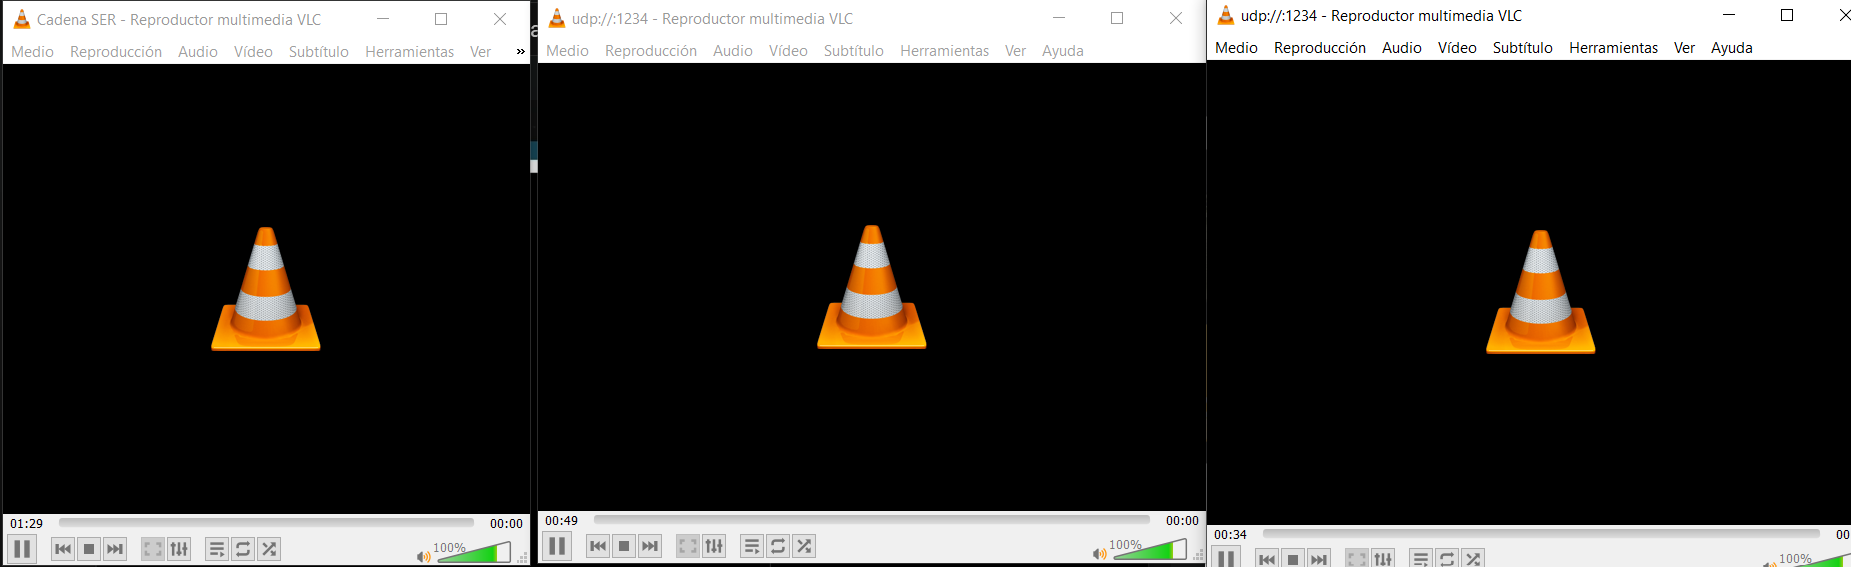 Cadena SER - Reproductor multimedia VLC
Medio Reproducción Audio Vídeo Subtítulo Herramientas Ver »
01:29 00:00
100%
udp://:1234 - Reproductor multimedia VLC
Medio Reproducción Audio Vídeo Subtítulo Herramientas Ver Ayuda
00:49 00:00
100%
udp://:1234 - Reproductor multimedia VLC
Medio Reproducción Audio Vídeo Subtítulo Herramientas Ver Ayuda
00:34 00
100%